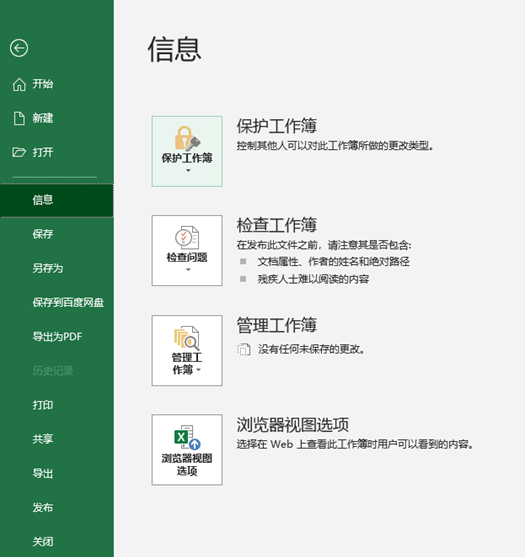 信息
开始
新建
打开
信息
保存
另存为
保存到百度网盘
导出为PDF
历史记录
打印
共享
导出
发布
关闭
保护工作簿
保护工作簿
控制其他人可以对此工作簿所做的更改类型。
检查问题
检查工作簿
在发布此文件之前，请注意其是否包含:
文档属性、作者的姓名和绝对路径
残疾人士难以阅读的内容
管理工
作簿
管理工作簿
没有任何未保存的更改。
浏览器视图
选项
浏览器视图选项
选择在 Web 上查看此工作簿时用户可以看到的内容。